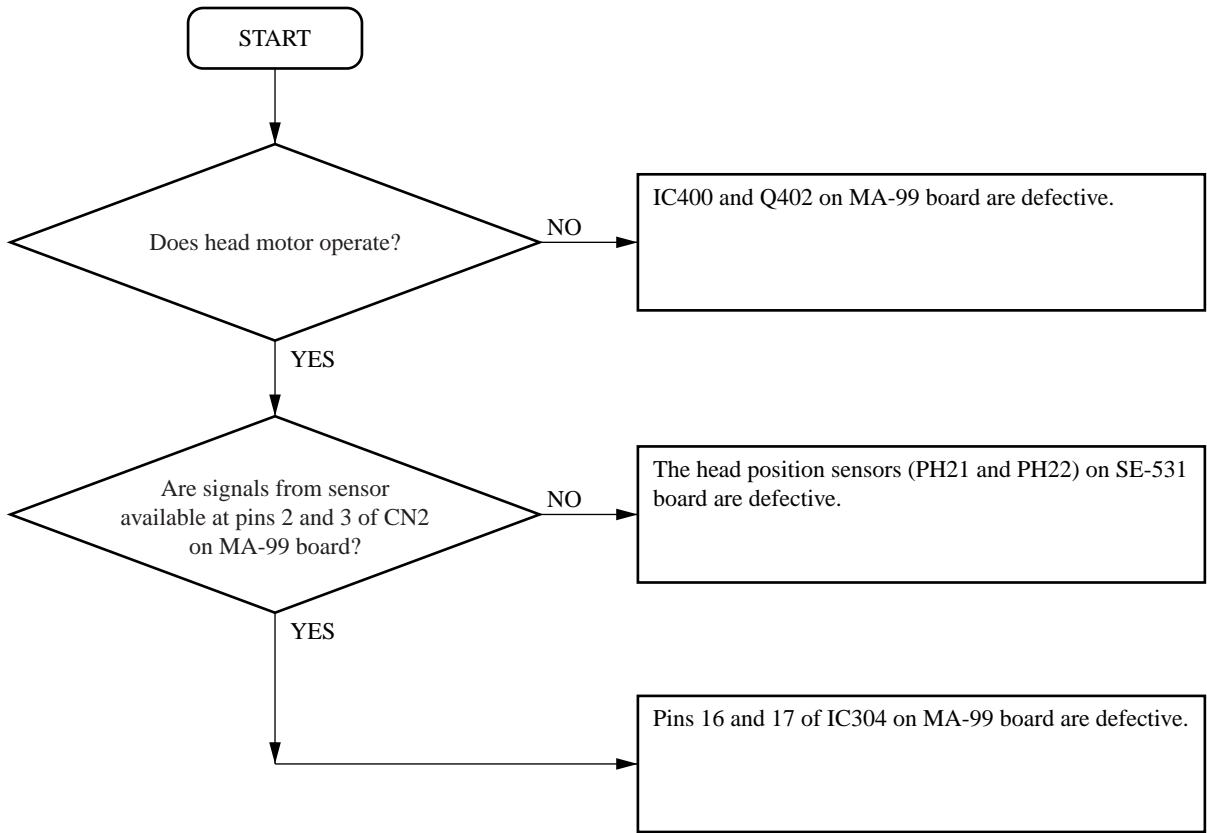 START
Does head motor operate?
NO
IC400 and Q402 on MA-99 board are defective.
YES
Are signals from sensor
available at pins 2 and 3 of CN2
on MA-99 board?
NO
The head position sensors (PH21 and PH22) on SE-531
board are defective.
YES
Pins 16 and 17 of IC304 on MA-99 board are defective.